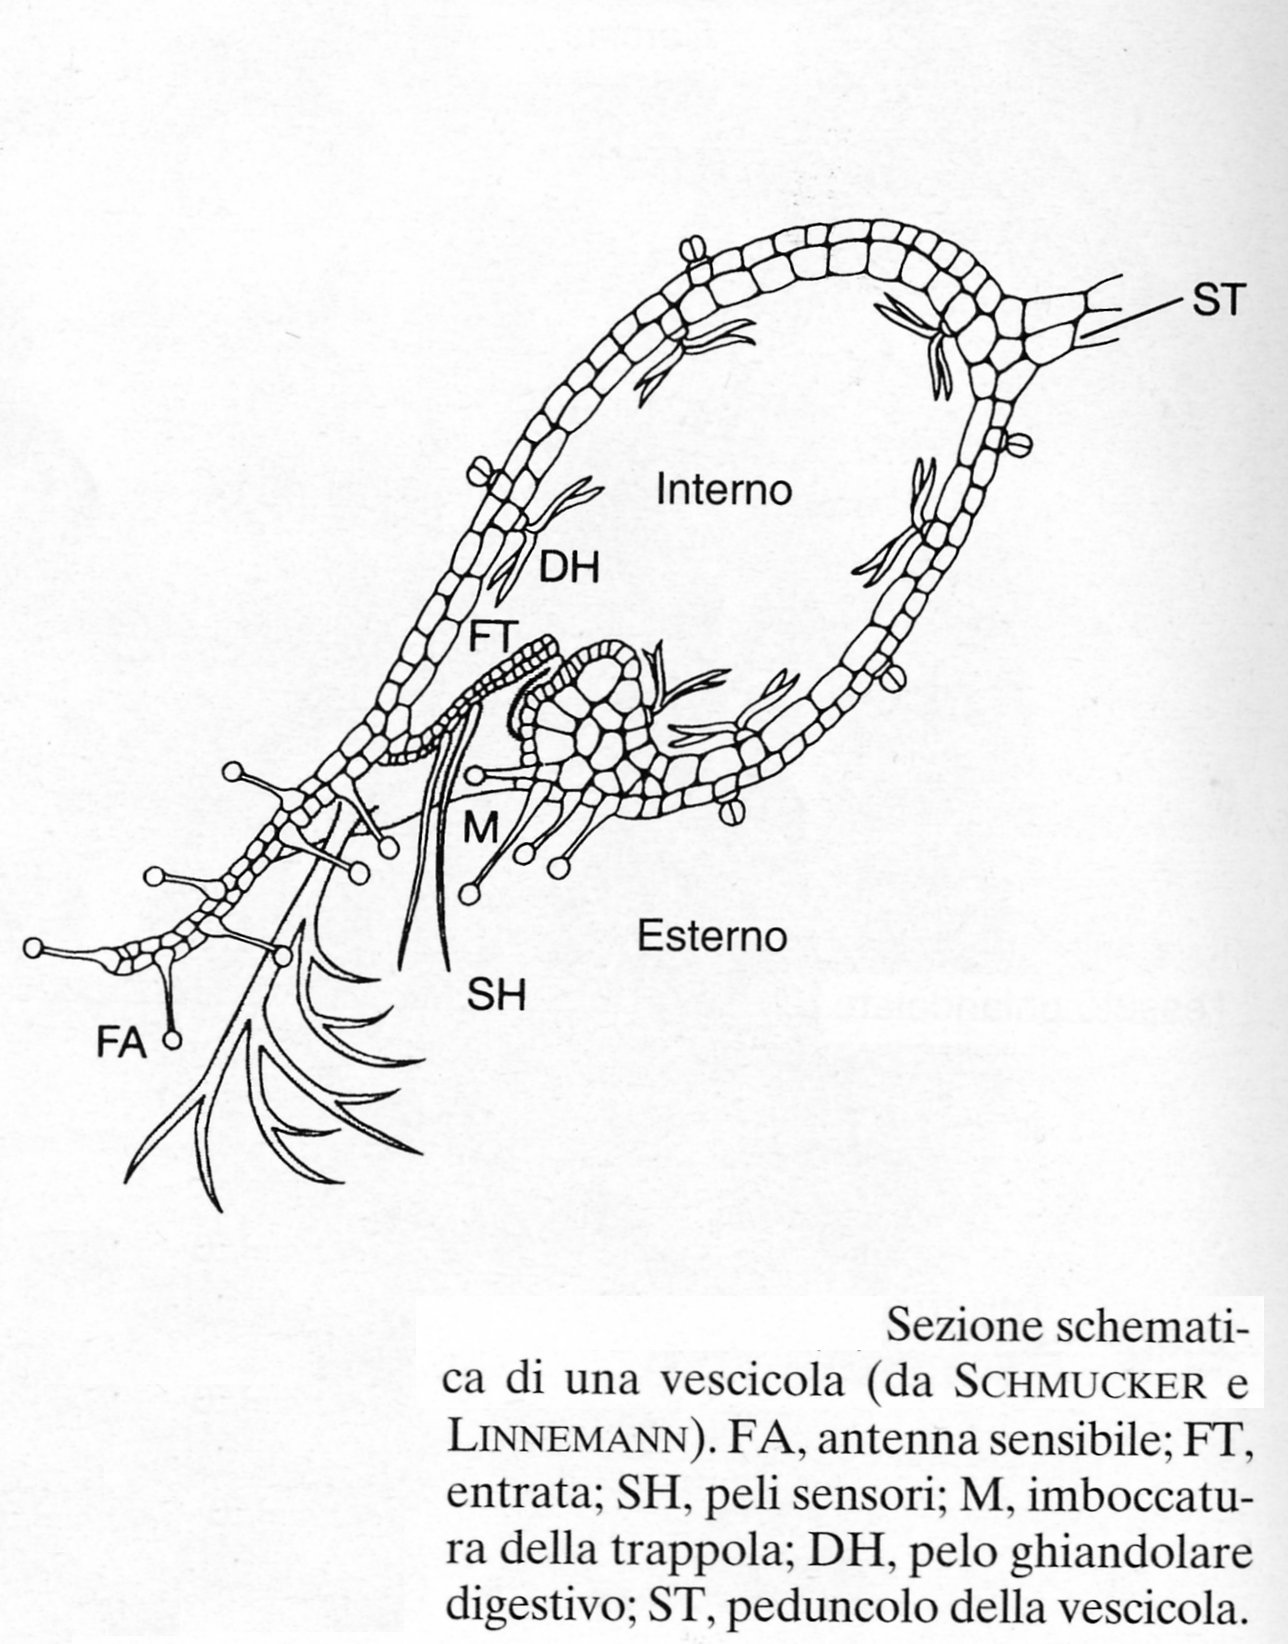 ST
Interno
DH
FT
M
Esterno
SH
FA
Sezione schemati-
ca di una vescicola (da SCHMUCKER e
LINNEMANN). FA, antenna sensibile; FT,
entrata; SH, peli sensori; M, imboccatu-
ra della trappola; DH, pelo ghiandolare
digestivo; ST, peduncolo della vescicola.